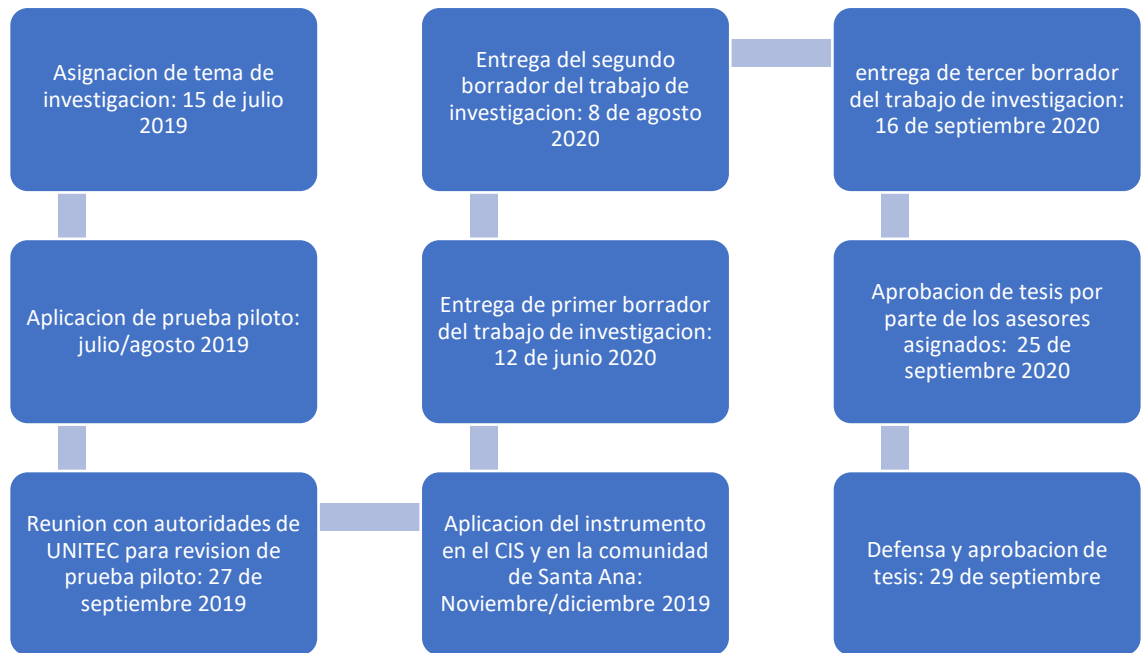 Asignacion de tema de
investigacion: 15 de julio
2019
Aplicacion de prueba piloto:
julio/agosto 2019
Reunion con autoridades de
UNITEC para revision de
prueba piloto: 27 de
septiembre 2019
Aplicacion del instrumento
en el CIS y en la comunidad
de Santa Ana:
Noviembre/diciembre 2019
Entrega de primer borrador
del trabajo de investigacion:
12 de junio 2020
Entrega del segundo
borrador del trabajo de
investigacion: 8 de agosto
2020
entrega de tercer borrador
del trabajo de investigacion:
16 de septiembre 2020
Aprobacion de tesis por
parte de los asesores
asignados: 25 de
septiembre 2020
Defensa y aprobacion de
tesis: 29 de septiembre